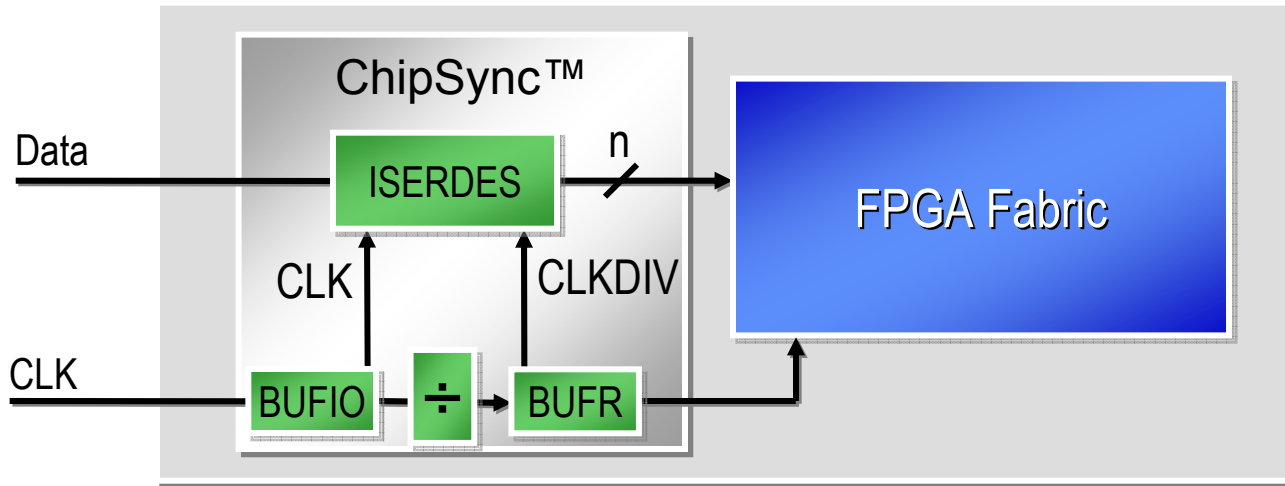 ChipSync™
Data
ISERDES
n
FPGA Fabric
CLK
CLKDIV
CLK
BUFIO
÷
BUFR